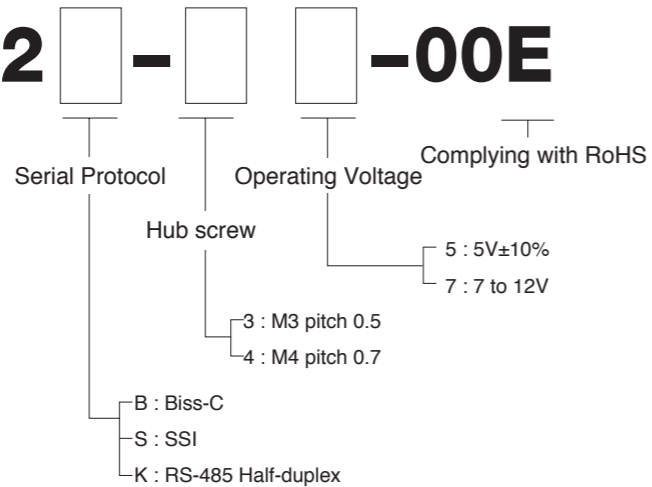 2 - -00E
Complying with RoHS
Serial Protocol
Operating Voltage
Hub screw
5 : 5V±10%
7 : 7 to 12V
3 : M3 pitch 0.5
4 : M4 pitch 0.7
B : Biss-C
S : SSI
K : RS-485 Half-duplex